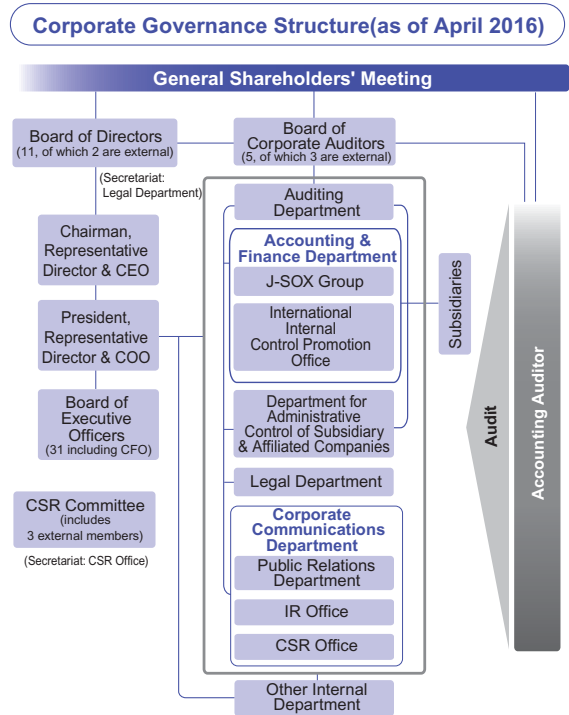 Corporate Governance Structure(as of April 2016)
General Shareholders' Meeting
Board of Directors
(11, of which 2 are external)
(Secretariat:
Legal Department)
Board of
Corporate Auditors
(5, of which 3 are external)
Chairman,
Representative
Director & CEO
President,
Representative
Director & COO
Board of
Executive
Officers
(31 including CFO)
CSR Committee
(includes
3 external members)
(Secretariat: CSR Office)
Auditing
Department
Accounting &
Finance Department
J-SOX Group
International
Internal
Control Promotion
Office
Department for
Administrative
Control of Subsidiary
& Affiliated Companies
Legal Department
Corporate
Communications
Department
Public Relations
Department
IR Office
CSR Office
Other Internal
Department
Subsidiaries
Audit
Accounting Auditor